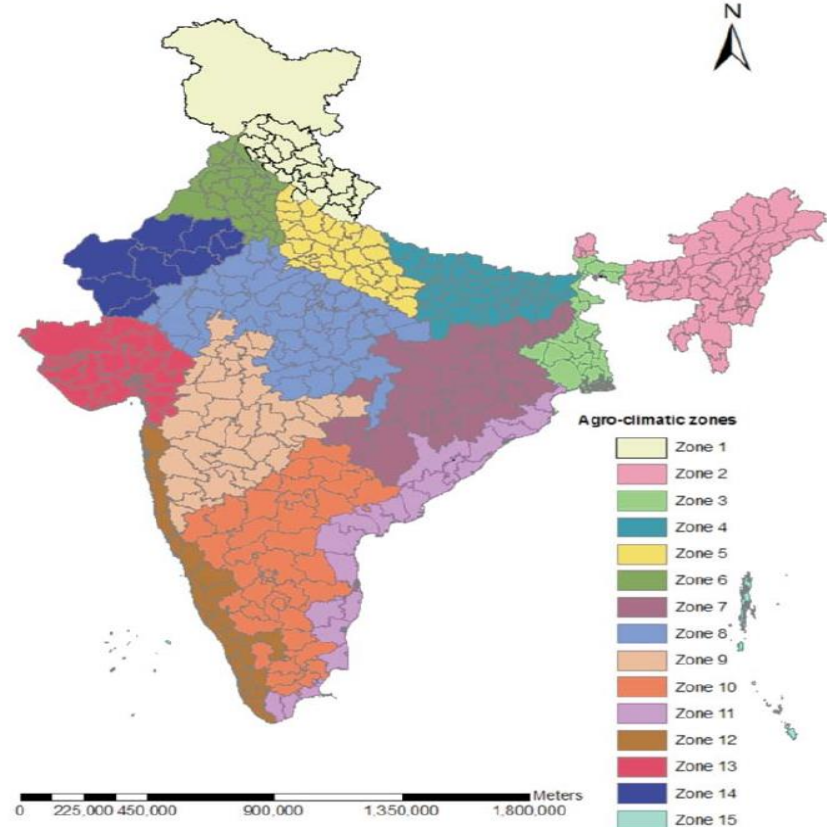 N
Agro-climatic zones
Zone 1
Zone 2
Zone 3
Zone 4
Zone 5
Zone 6
Zone 7
Zone 8
Zone 9
Zone 10
Zone 11
Zone 12
Zone 13
Zone 14
Zone 15
Meters
0 225,000 450,000 900,000 1,350,000 1,800,000